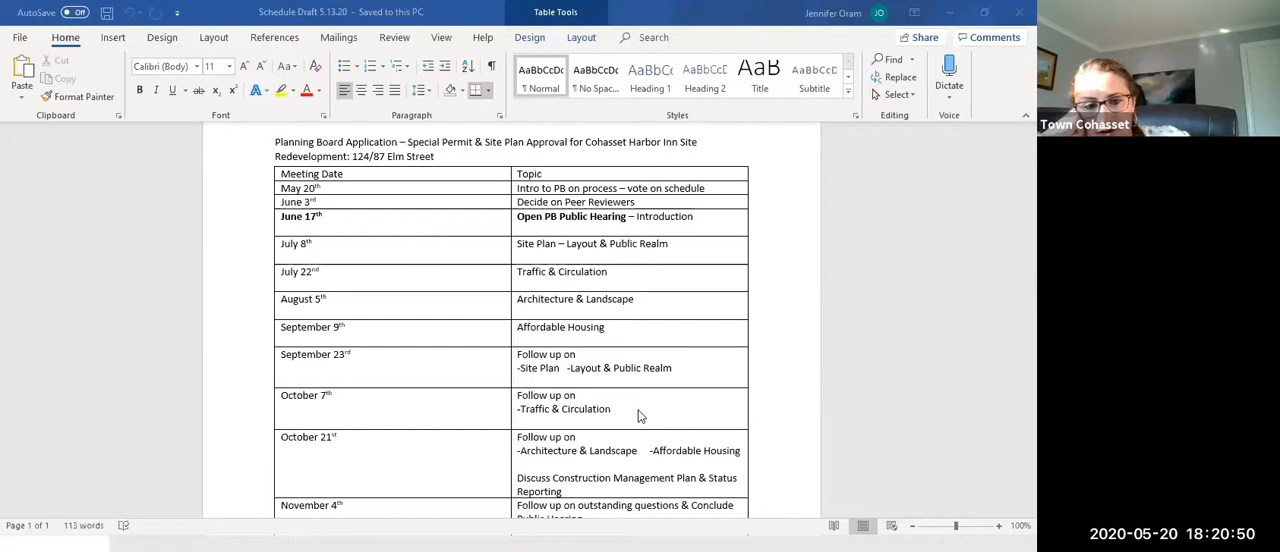 AutoSave Off Schedule Draft 5.13.20 - Saved to this PC Table Tools Jennifer Oram JO
File Home Insert Design Layout References Mailings Review View Help Design Layout Search Share Comments
Paste Cut Copy Format Painter
Calibri (Body) 11
AaBbCcDc AaBbCcDc AaBbCc AaBbCcD AaB AaBbCcD
¶ Normal ¶ No Spac... Heading 1 Heading 2 Title Subtitle
Find Replace Select Dictate
Clipboard Font Paragraph Styles Editing Voice
Planning Board Application – Special Permit & Site Plan Approval for Cohasset Harbor Inn Site
Redevelopment: 124/87 Elm Street
Meeting Date Topic
May 20th Intro to PB on process – vote on schedule
June 3rd Decide on Peer Reviewers
June 17th Open PB Public Hearing – Introduction
July 8th Site Plan – Layout & Public Realm
July 22nd Traffic & Circulation
August 5th Architecture & Landscape
September 9th Affordable Housing
September 23rd Follow up on
-Site Plan -Layout & Public Realm
October 7th Follow up on
-Traffic & Circulation
October 21st Follow up on
-Architecture & Landscape -Affordable Housing
Discuss Construction Management Plan & Status
Reporting
November 4th Follow up on outstanding questions & Conclude
Public Hearing
Page 1 of 1 113 words 100%
Town Cohasset
2020-05-20 18:20:50